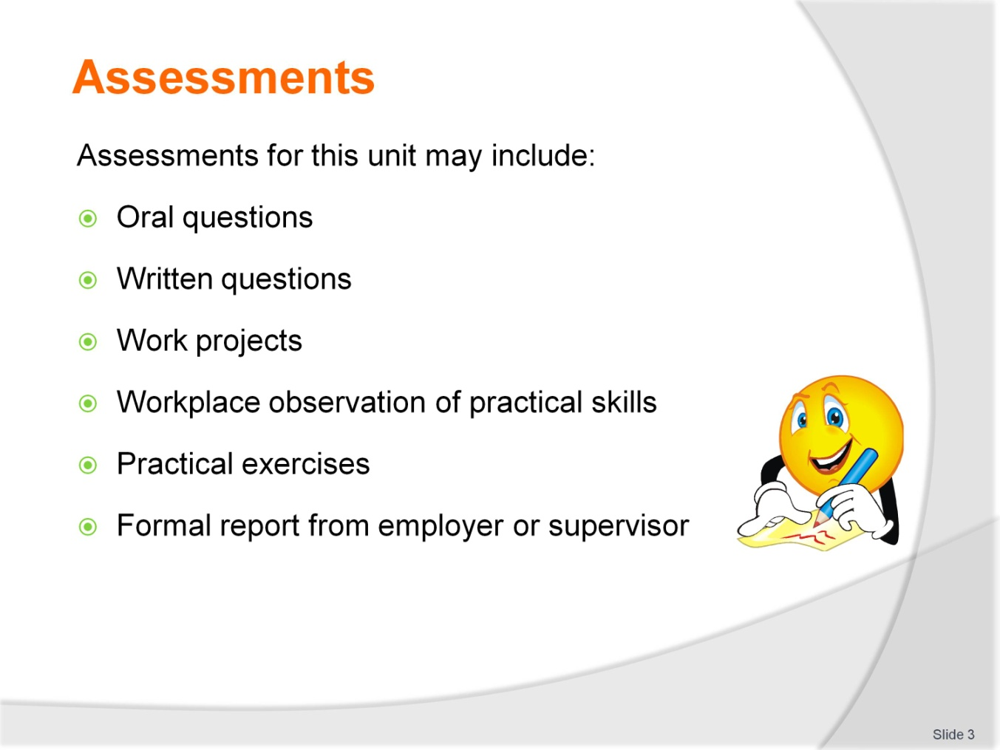 Assessments
Assessments for this unit may include:
Oral questions
Written questions
Work projects
Workplace observation of practical skills
Practical exercises
Formal report from employer or supervisor
Slide 3